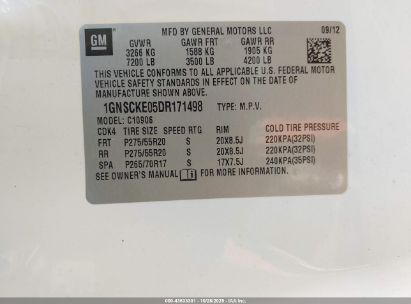 GM
MFD BY GENERAL MOTORS LLC 09/12
GVWR GAWR FRT GAWR RR
3266 KG 1588 KG 1905 KG
7200 LB 3500 LB 4200 LB
THIS VEHICLE CONFORMS TO ALL APPLICABLE U.S. FEDERAL MOTOR
VEHICLE SAFETY STANDARDS IN EFFECT ON THE DATE OF
MANUFACTURE SHOWN ABOVE.
1GNSCKE05DR171498 TYPE: M.P.V.
MODEL: C10906
CDK4 TIRE SIZE SPEED RTG RIM COLD TIRE PRESSURE
FRT P275/55R20 S 20X8.5J 220KPA(32PSI)
RR P275/55R20 S 20X8.5J 220KPA(32PSI)
SPA P265/70R17 S 17X7.5J 240KPA(35PSI)
SEE OWNER'S MANUAL FOR MORE INFORMATION